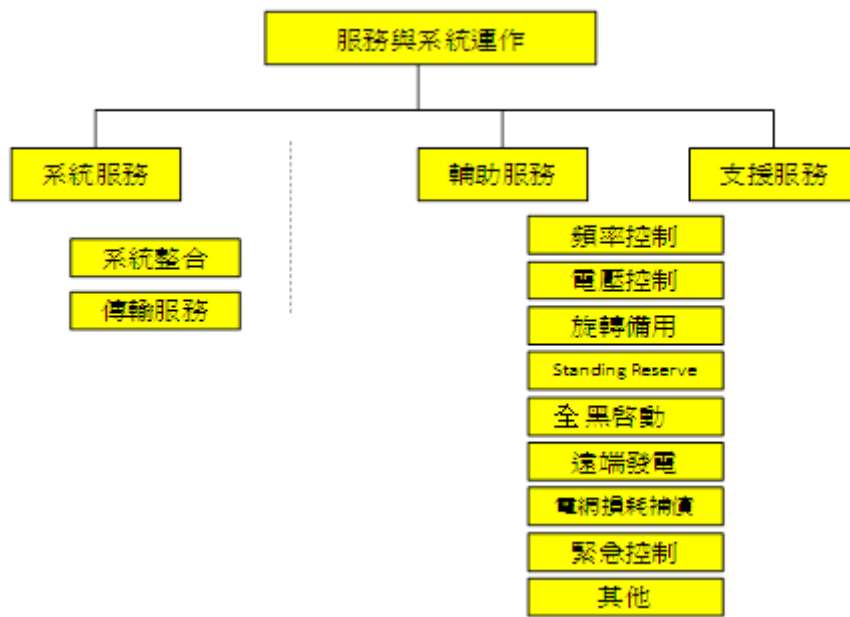 服務與系統運作
系統服務
輔助服務
支援服務
系統整合
傳輸服務
頻率控制
電壓控制
旋轉備用
Standing Reserve
全黑啓動
遠端發電
電網損耗補償
緊急控制
其他